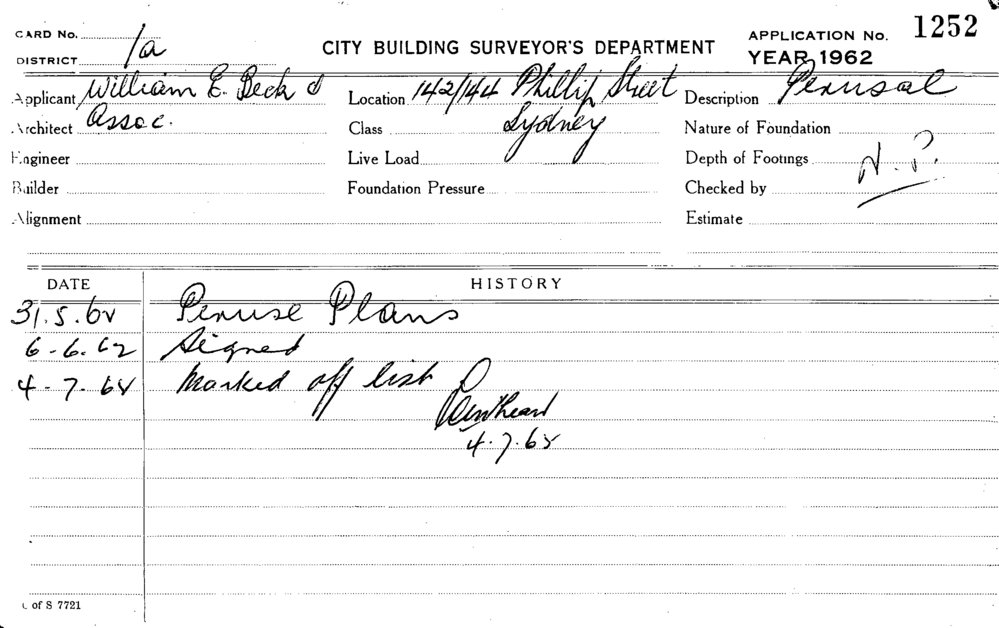 CARD No.
DISTRICT 1a
CITY BUILDING SURVEYOR'S DEPARTMENT
APPLICATION No. 1252
YEAR 1962
Applicant William E. Beck &
Location 142/144 Phillip Street
Description Perusal
Architect Assoc.
Class Sydney
Nature of Foundation
Engineer
Live Load
Depth of Footings N.P.
Builder
Foundation Pressure
Checked by
Alignment
Estimate
DATE HISTORY
31.5.62 Peruse Plans
6-6.62 Signed
4-7.62 Marked off list
4.7.62
C of S 7721